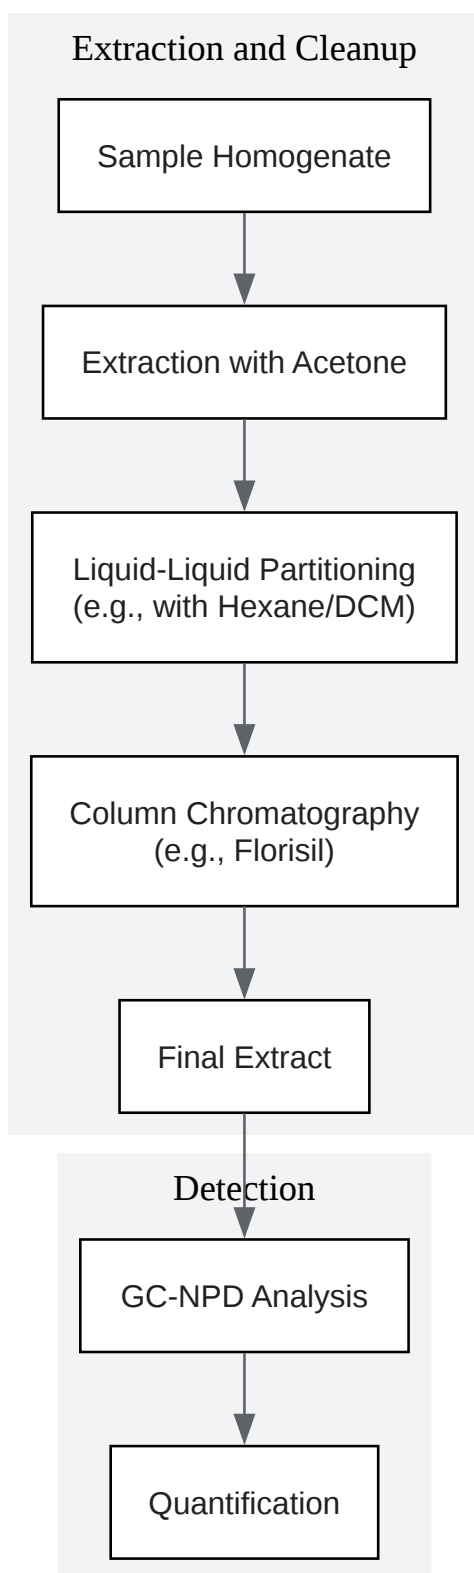 Extraction and Cleanup
Sample Homogenate
Extraction with Acetone
Liquid-Liquid Partitioning
(e.g., with Hexane/DCM)
Column Chromatography
(e.g., Florisil)
Final Extract
Detection
GC-NPD Analysis
Quantification